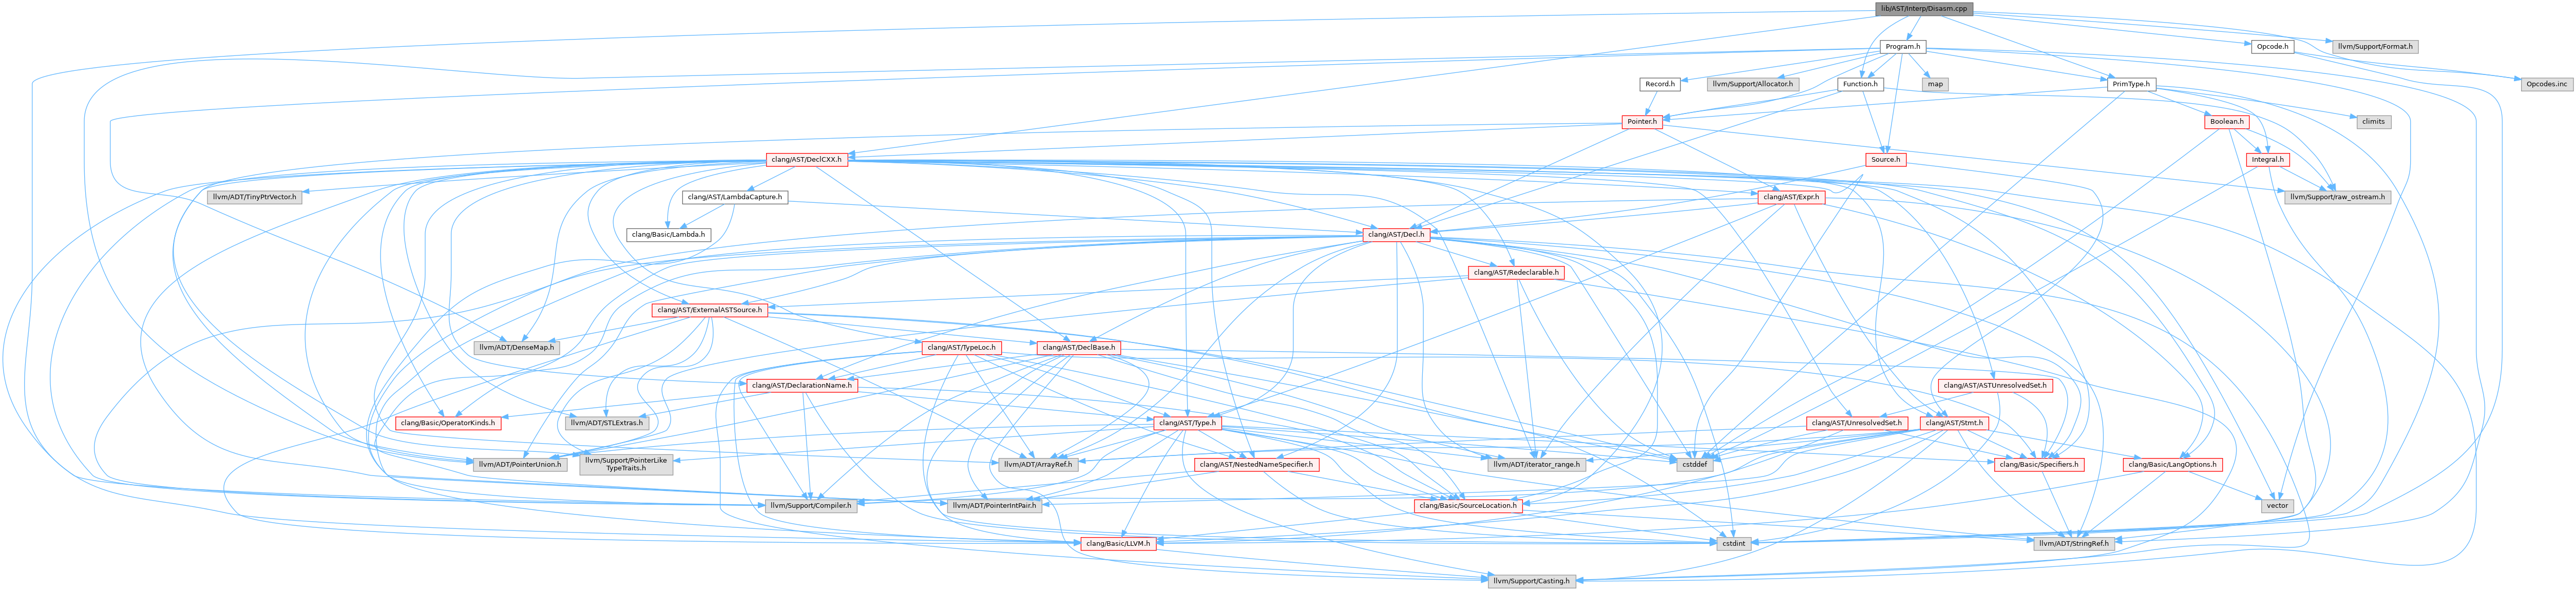 lib/AST/Interp/Disasm.cpp
Program.h
Opcode.h
llvm/Support/Format.h
Record.h
llvm/Support/Allocator.h
Function.h
map
PrimType.h
Opcodes.inc
Pointer.h
Boolean.h
climits
clang/AST/DeclCXX.h
Source.h
Integral.h
llvm/ADT/TinyPtrVector.h
clang/AST/LambdaCapture.h
clang/AST/Expr.h
llvm/Support/raw_ostream.h
clang/Basic/Lambda.h
clang/AST/Decl.h
clang/AST/Redeclarable.h
clang/AST/ExternalASTSource.h
llvm/ADT/DenseMap.h
clang/AST/TypeLoc.h
clang/AST/DeclBase.h
clang/AST/DeclarationName.h
clang/AST/ASTUnresolvedSet.h
clang/Basic/OperatorKinds.h
llvm/ADT/STLExtras.h
clang/AST/Type.h
clang/AST/UnresolvedSet.h
clang/AST/Stmt.h
llvm/ADT/PointerUnion.h
llvm/Support/PointerLike
TypeTraits.h
llvm/ADT/ArrayRef.h
clang/AST/NestedNameSpecifier.h
llvm/ADT/iterator_range.h
cstddef
clang/Basic/Specifiers.h
clang/Basic/LangOptions.h
llvm/Support/Compiler.h
llvm/ADT/PointerIntPair.h
clang/Basic/SourceLocation.h
vector
clang/Basic/LLVM.h
cstdint
llvm/ADT/StringRef.h
llvm/Support/Casting.h